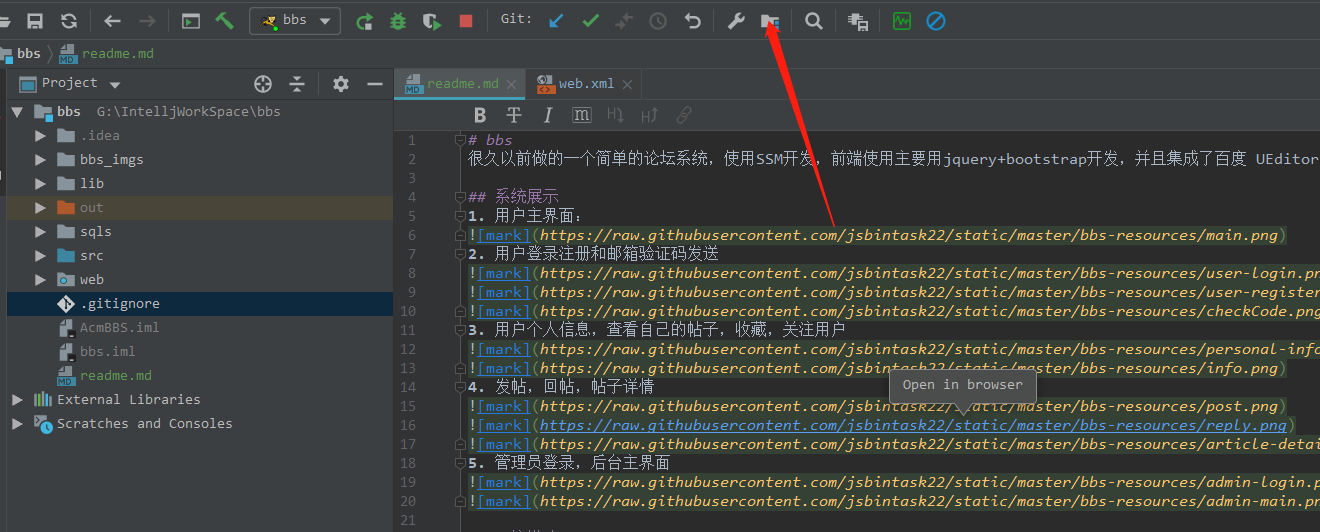 bbs
Git:
bbs
readme.md
Project
readme.md
web.xml
B T I m H H
bbs G:\IntelljWorkSpace\bbs
.idea
bbs_imgs
lib
out
sqls
src
web
.gitignore
AcmBBS.iml
bbs.iml
readme.md
External Libraries
Scratches and Consoles
1 # bbs
2 很久以前做的一个简单的论坛系统，使用SSM开发，前端使用主要用jquery+bootstrap开发，并且集成了百度 UEditor
3
4 ## 系统展示
5 1. 用户主界面：
6 ![mark](https://raw.githubusercontent.com/jsbintask22/static/master/bbs-resources/main.png)
7 2. 用户登录注册和邮箱验证码发送
8 ![mark](https://raw.githubusercontent.com/jsbintask22/static/master/bbs-resources/user-login.pn
9 ![mark](https://raw.githubusercontent.com/jsbintask22/static/master/bbs-resources/user-register
10 ![mark](https://raw.githubusercontent.com/jsbintask22/static/master/bbs-resources/checkCode.png
11 3. 用户个人信息，查看自己的帖子，收藏，关注用户
12 ![mark](https://raw.githubusercontent.com/jsbintask22/static/master/bbs-resources/personal-info
13 ![mark](https://raw.githubusercontent.com/jsbintask22/static/master/bbs-resources/info.png)
14 4. 发帖，回帖，帖子详情
Open in browser
15 ![mark](https://raw.githubusercontent.com/jsbintask22/static/master/bbs-resources/post.png)
16 ![mark](https://raw.githubusercontent.com/jsbintask22/static/master/bbs-resources/reply.png)
17 ![mark](https://raw.githubusercontent.com/jsbintask22/static/master/bbs-resources/article-detai
18 5. 管理员登录，后台主界面
19 ![mark](https://raw.githubusercontent.com/jsbintask22/static/master/bbs-resources/admin-login.p
20 ![mark](https://raw.githubusercontent.com/jsbintask22/static/master/bbs-resources/admin-main.pn
21